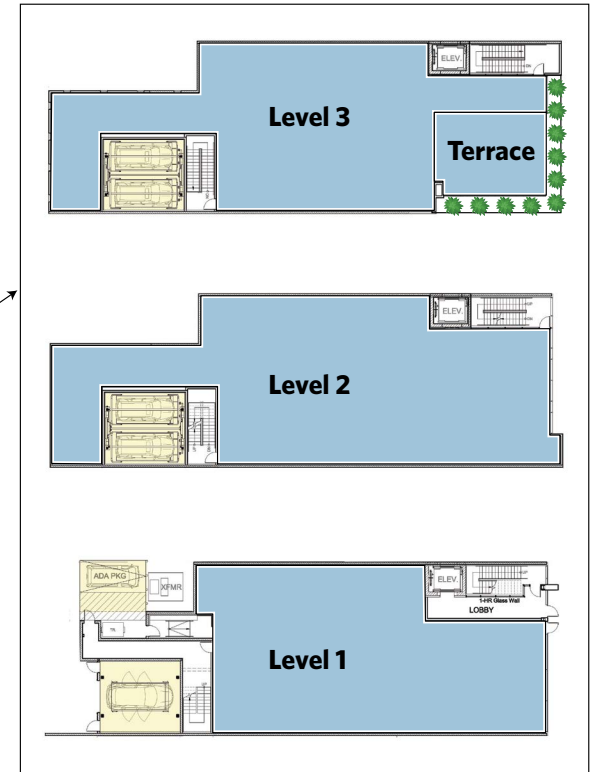 ELEV.
Level 3
Terrace
ELEV.
Level 2
ADA PKG
XFMR
ELEV.
1-HR Glass Wall
LOBBY
Level 1